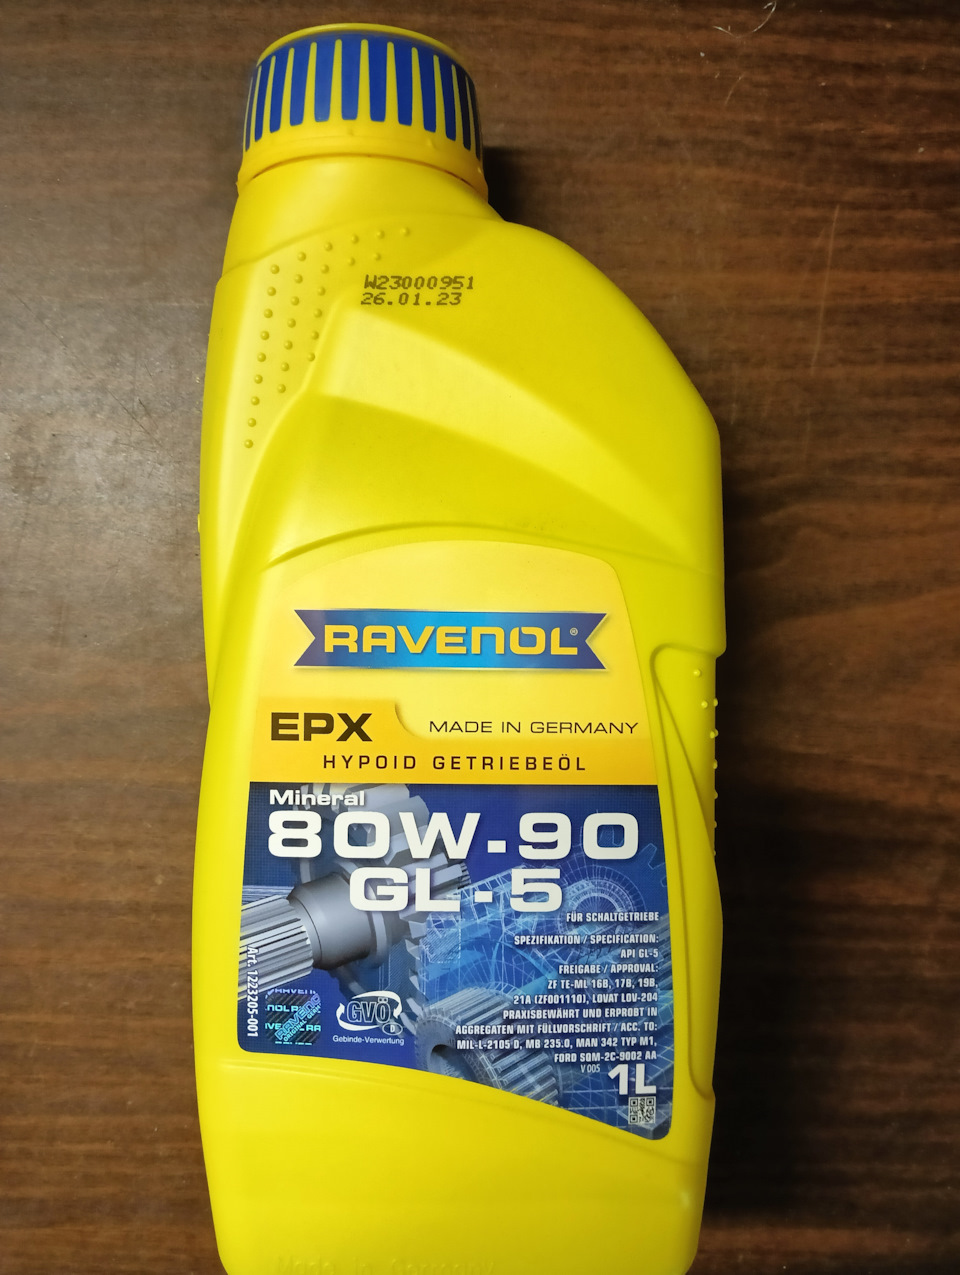 W23000951
26.01.23
RAVENOL®
EPX
MADE IN GERMANY
HYPOID GETRIEBEÖL
Mineral
80W-90
GL-5
FÜR SCHALTGETRIEBE
SPEZIFIKATION / SPECIFICATION:
API GL-5
FREIGABE / APPROVAL:
ZF TE-ML 16B, 17B, 19B,
21A (ZF001110), LOVAT LOV-204
PRAXISBEWÄHRT UND ERPROBT IN
AGGREGATEN MIT FÜLLVORSCHRIFT / ACC. TO:
MIL-L-2105 D, MB 235.0, MAN 342 TYP M1,
FORD SQM-2C-9002 AA
V 005
1L
Art. 1223205-001
GVÖ
D
Gebinde-Verwertung
Made in Germany